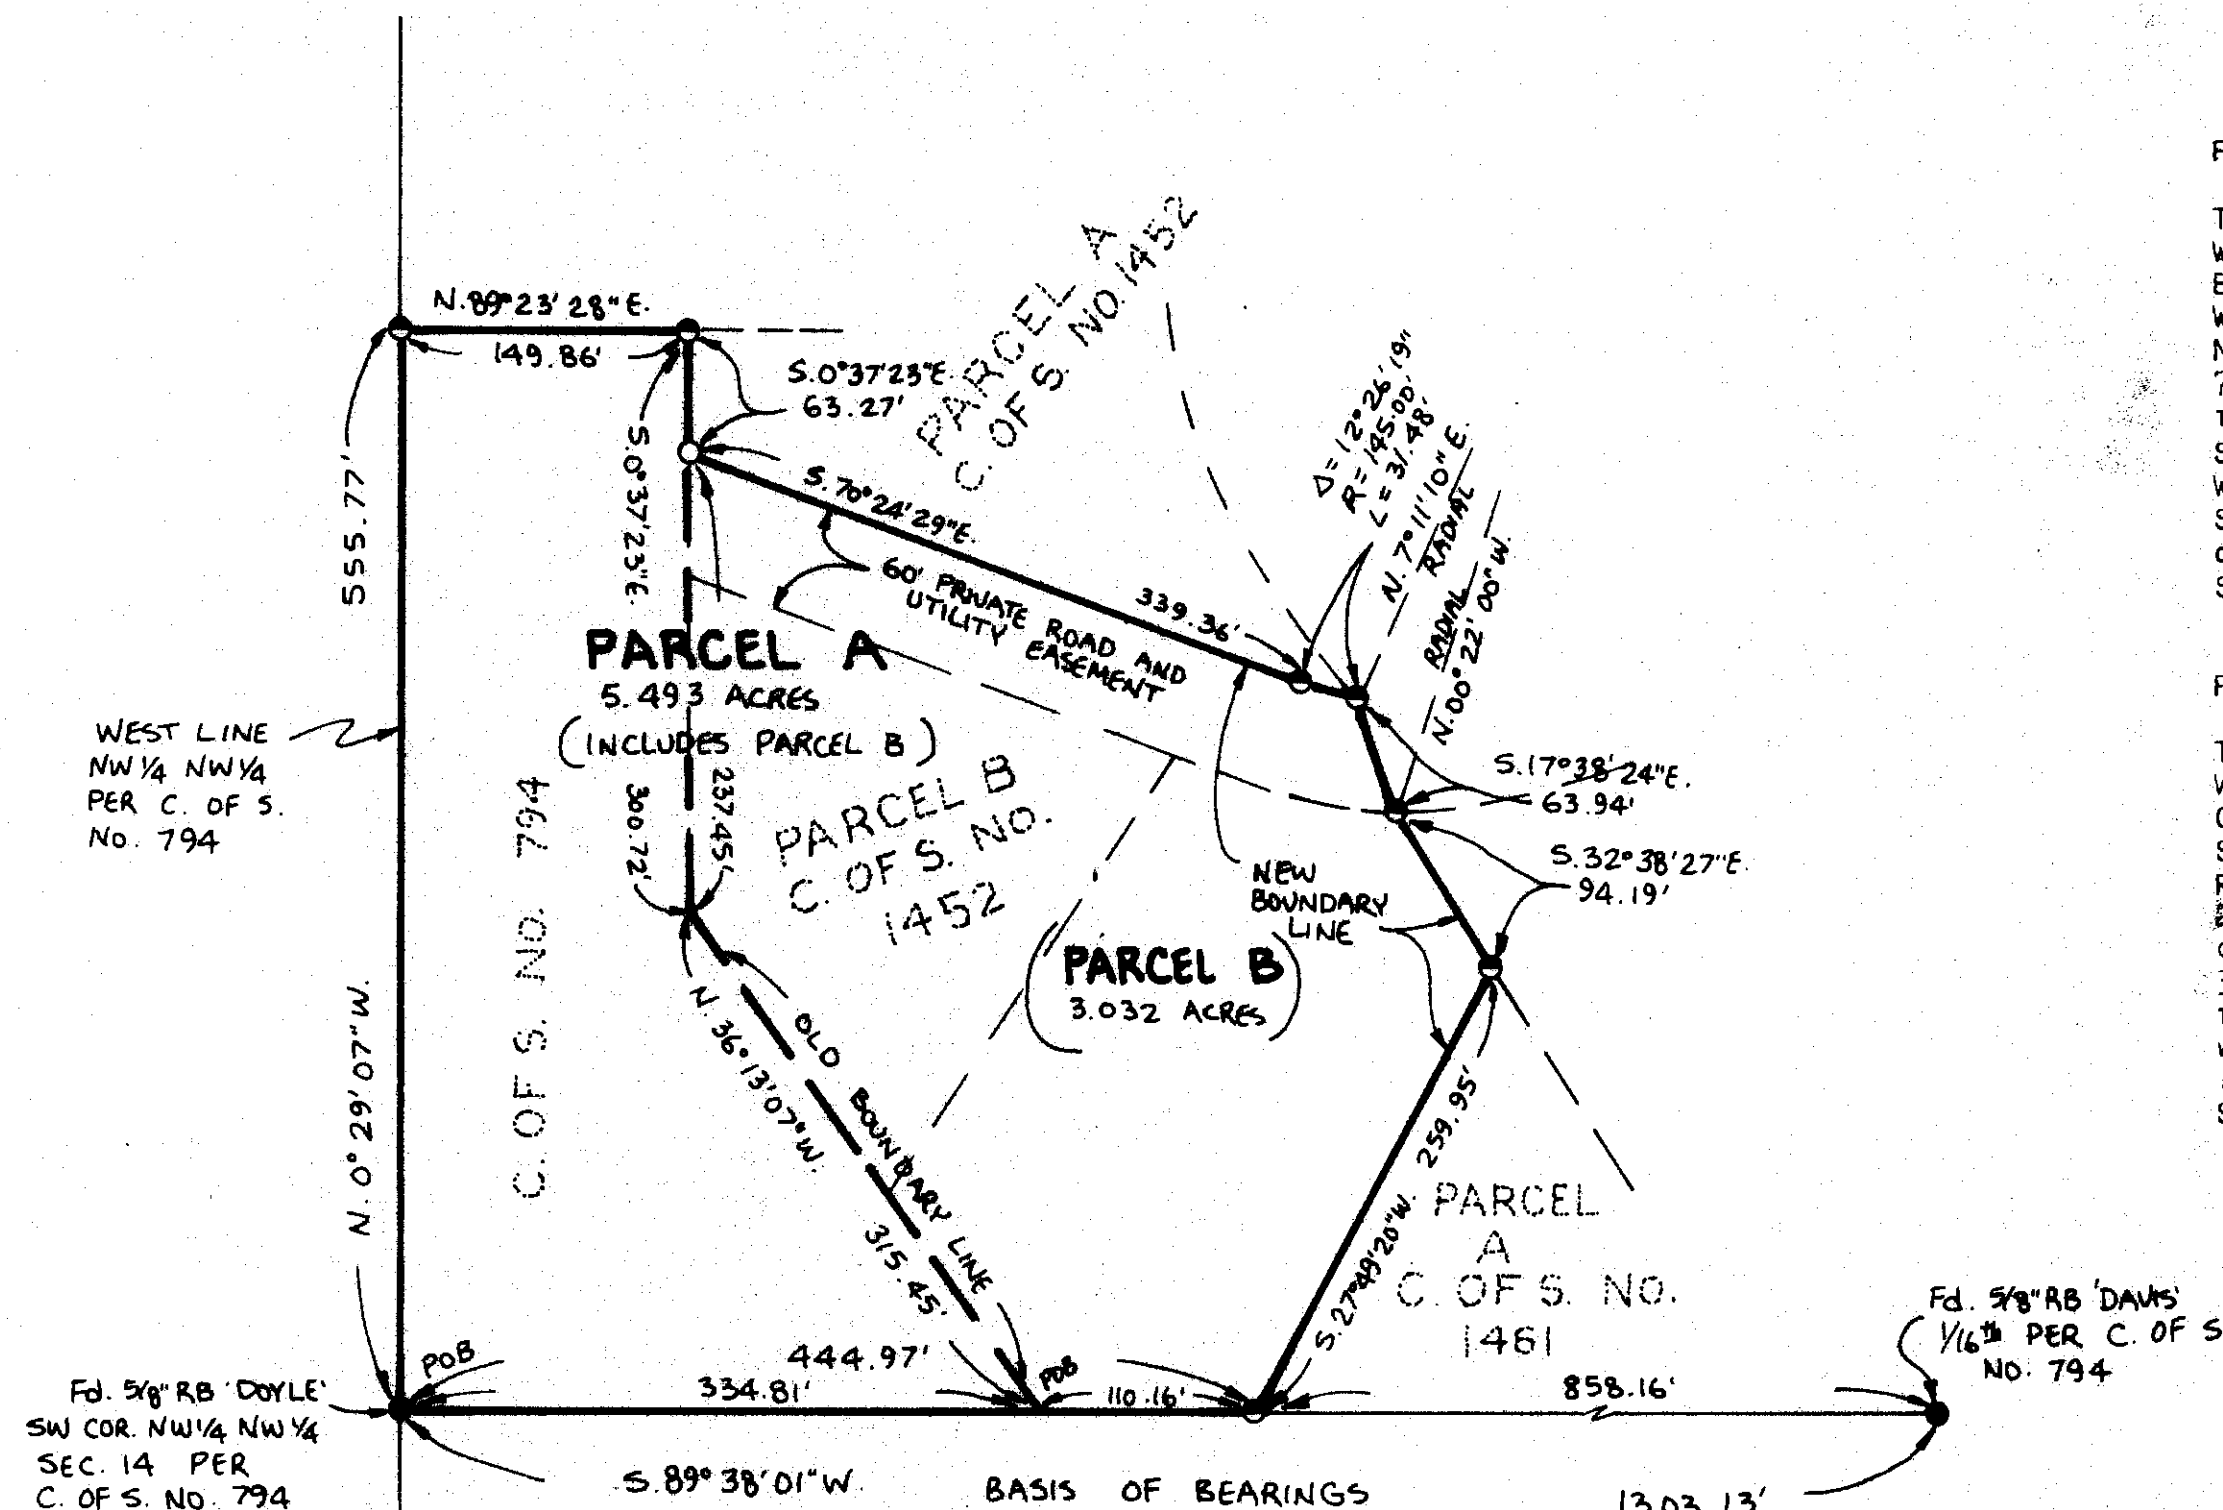 N. 89° 23' 28" E.
149.86'
S. 0° 37' 23" E.
63.27'
PARCEL A
C. OF S. NO. 1452
Δ = 12° 26' 19"
R = 145.00'
L = 31.48'
N. 7° 11' 10" E.
RADIAL
RADIAL
N. 00° 22' 00" W.
555.77'
S. 0° 37' 23" E.
S. 70° 24' 29" E.
339.36'
60' PRIVATE ROAD AND
UTILITY EASEMENT
PARCEL A
5.493 ACRES
(INCLUDES PARCEL B)
WEST LINE
NW 1/4 NW 1/4
PER C. OF S.
No. 794
S. 17° 38' 24" E.
63.94'
300.72'
237.45'
PARCEL B
C. OF S. NO.
1452
C. OF S. NO. 794
NEW
BOUNDARY
LINE
S. 32° 38' 27" E.
94.19'
(PARCEL B)
3.032 ACRES
N. 0° 29' 07" W.
N. 36° 13' 07" W.
315.45'
OLD BOUNDARY LINE
259.95'
S. 27° 49' 20" W.
PARCEL
A
C. OF S. NO.
1461
Fd. 5/8" RB 'DAVIS'
1/16th PER C. OF S
NO. 794
POB
444.97'
334.81'
POB
110.16'
858.16'
Fd. 5/8" RB 'DOYLE'
SW COR. NW 1/4 NW 1/4
SEC. 14 PER
C. OF S. NO. 794
S. 89° 38' 01" W.
BASIS OF BEARINGS
1303.13'